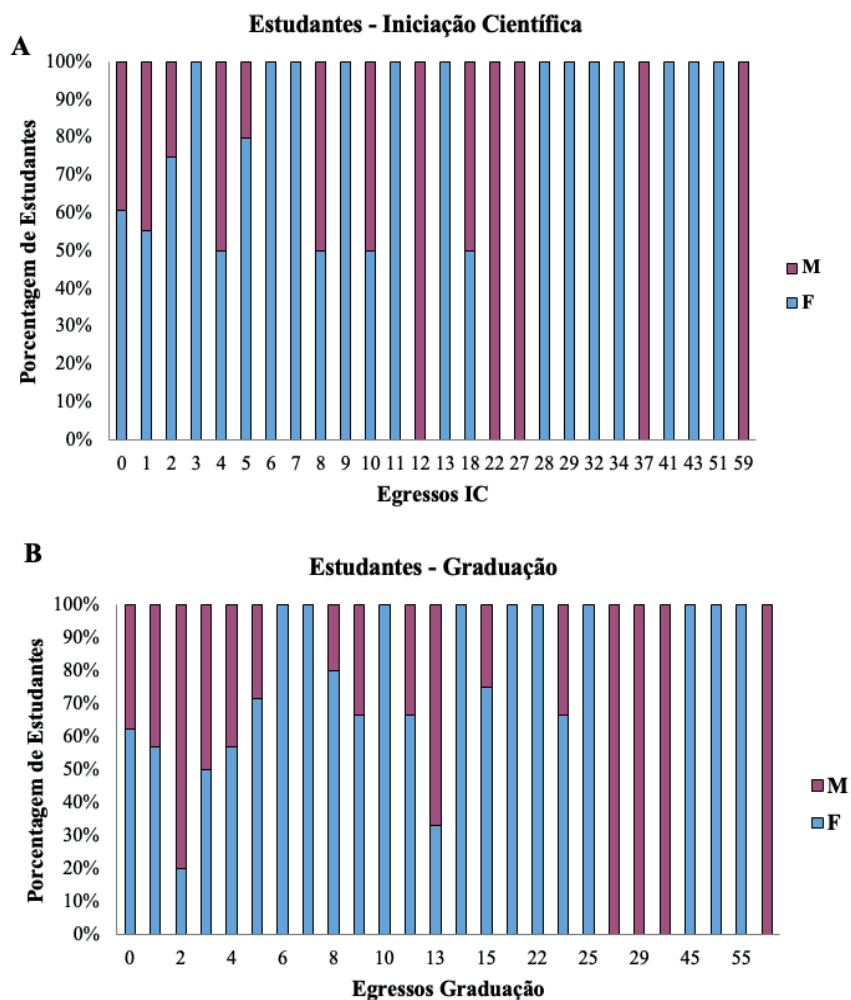 Estudantes - Iniciação Científica
A
100%
90%
80%
70%
60%
50%
40%
30%
20%
10%
0%
Porcentagem de Estudantes
0 1 2 3 4 5 6 7 8 9 10 11 12 13 18 22 27 28 29 32 34 37 41 43 51 59
Egressos IC
M
F
B
Estudantes - Graduação
100%
90%
80%
70%
60%
50%
40%
30%
20%
10%
0%
Porcentagem de Estudantes
0 2 4 6 8 10 13 15 22 25 29 45 55
Egressos Graduação
M
F